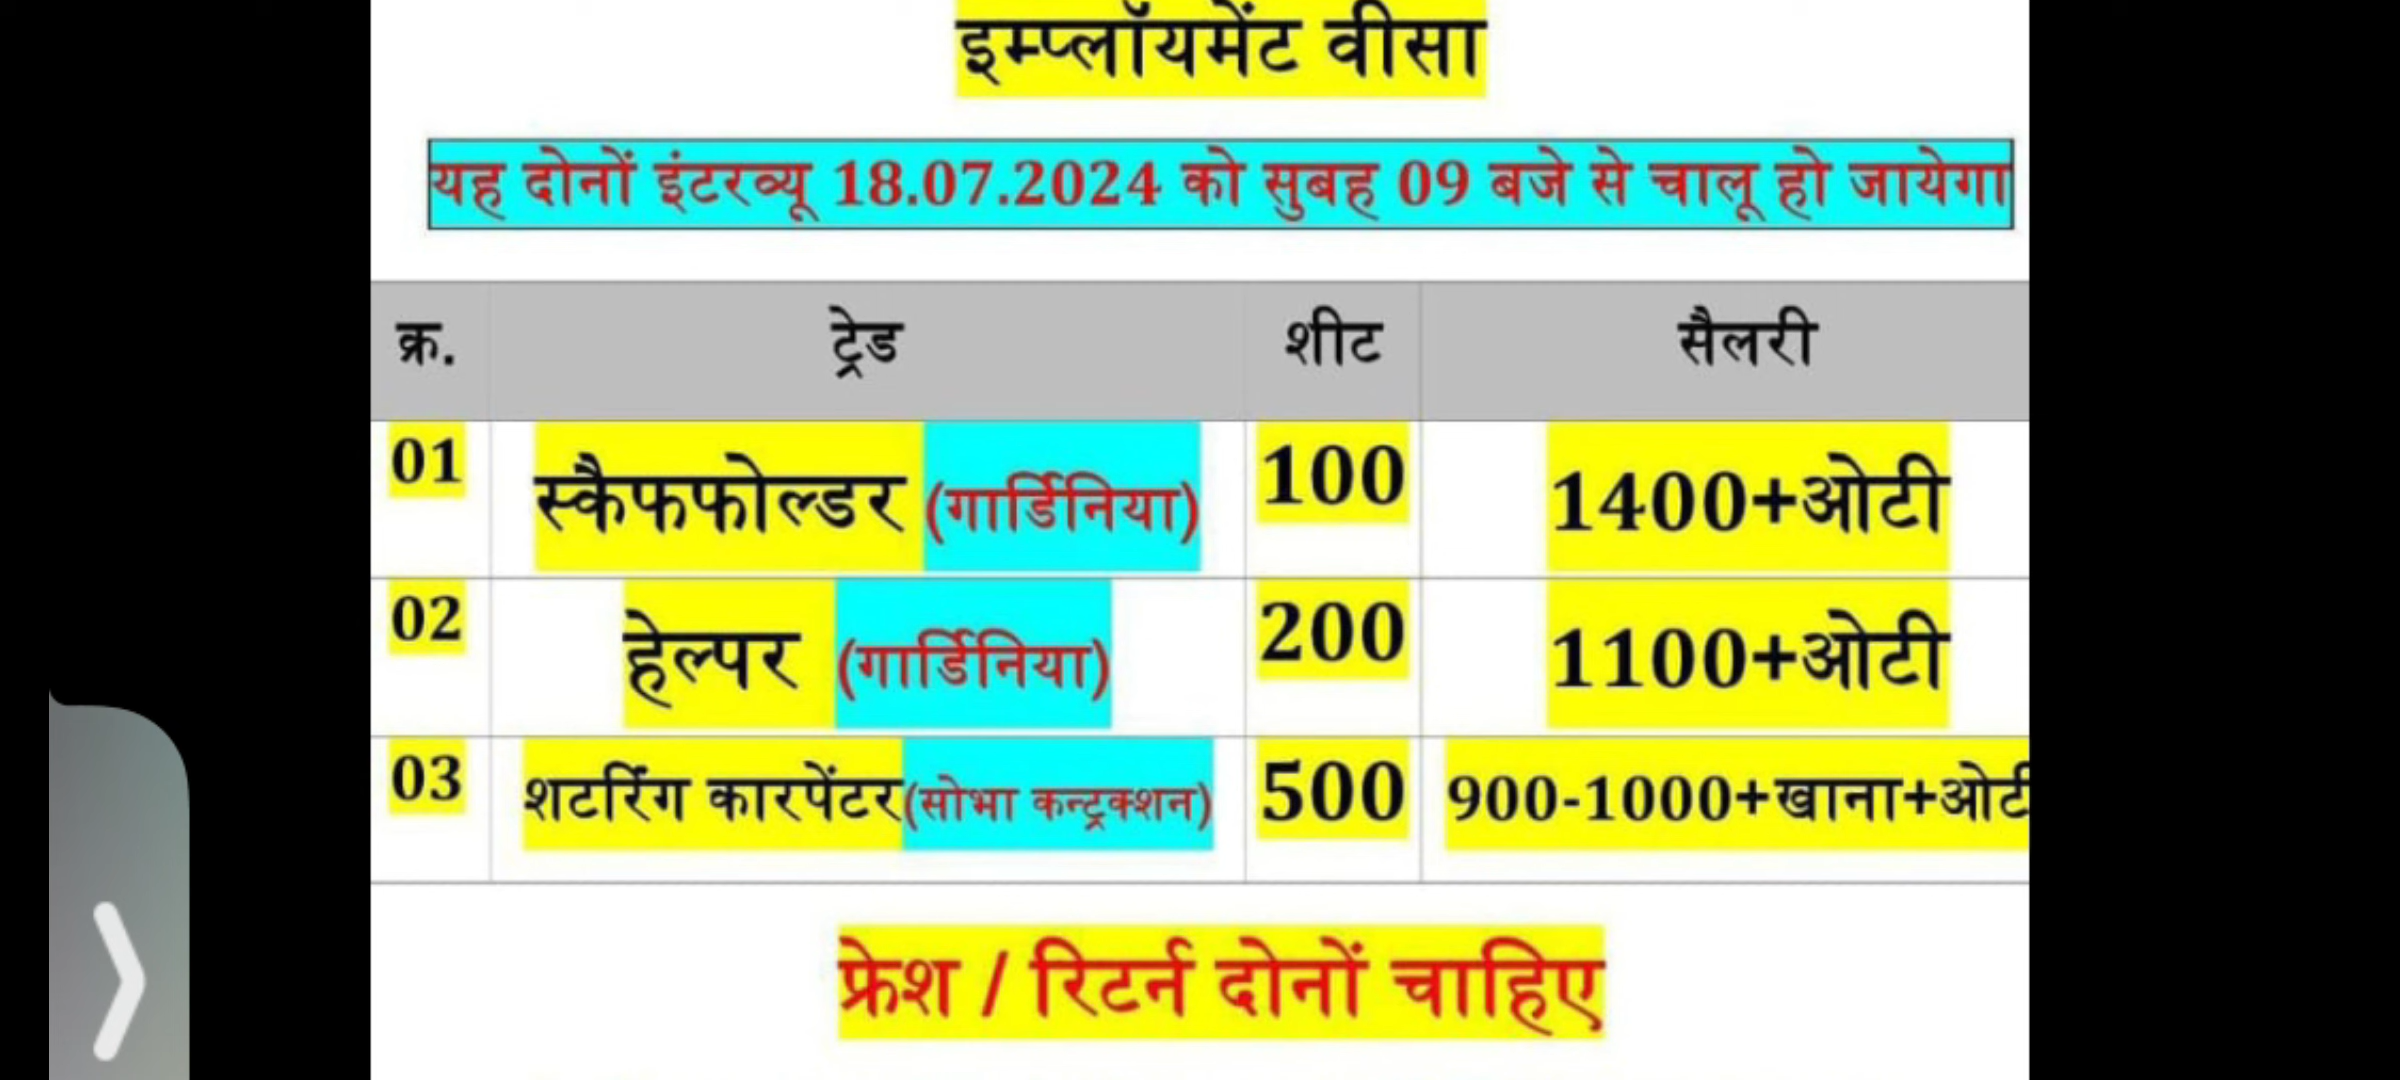 इम्प्लॉयमेंट वीसा
यह दोनों इंटरव्यू 18.07.2024 को सुबह 09 बजे से चालू हो जायेगा
क्र. ट्रेड शीट सैलरी
01 स्कैफफोल्डर (गार्डिनिया) 100 1400+ओटी
02 हेल्पर (गार्डिनिया) 200 1100+ओटी
03 शटरिंग कारपेंटर(सोभा कन्ट्रक्शन) 500 900-1000+खाना+ओटी
फ्रेश / रिटर्न दोनों चाहिए